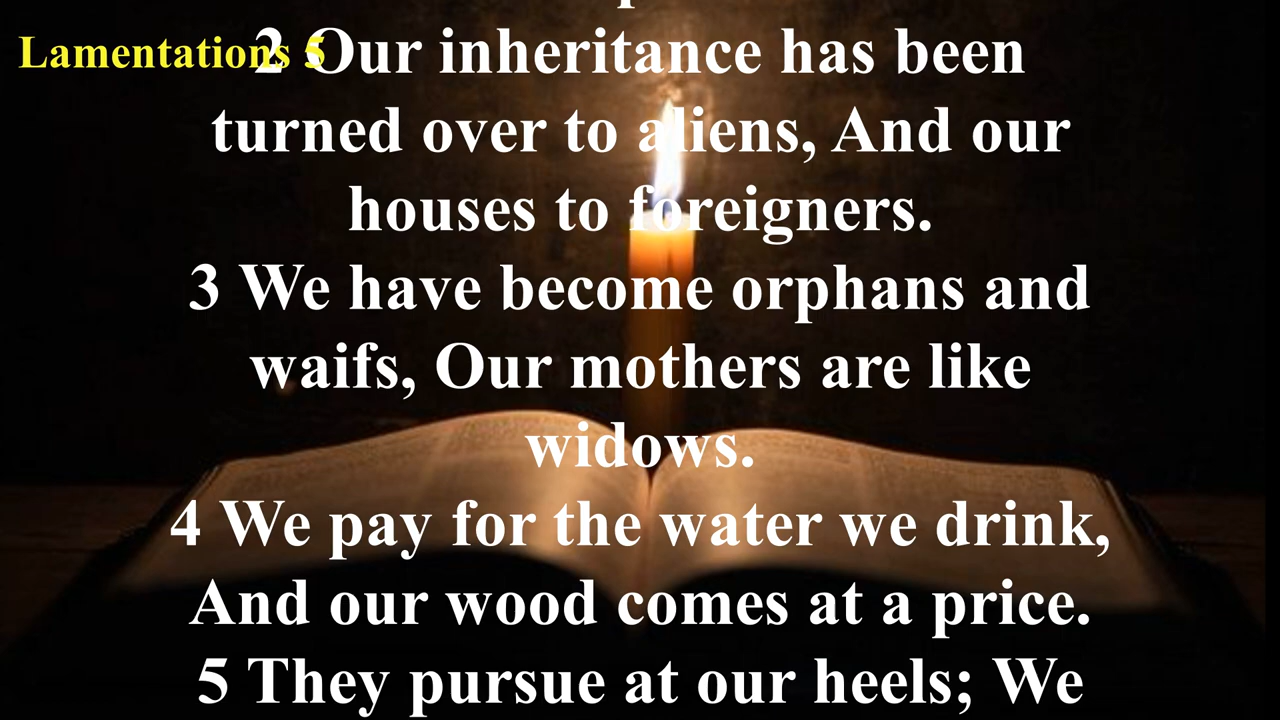 Lamentations 5
2 Our inheritance has been
turned over to aliens, And our
houses to foreigners.
3 We have become orphans and
waifs, Our mothers are like
widows.
4 We pay for the water we drink,
And our wood comes at a price.
5 They pursue at our heels; We